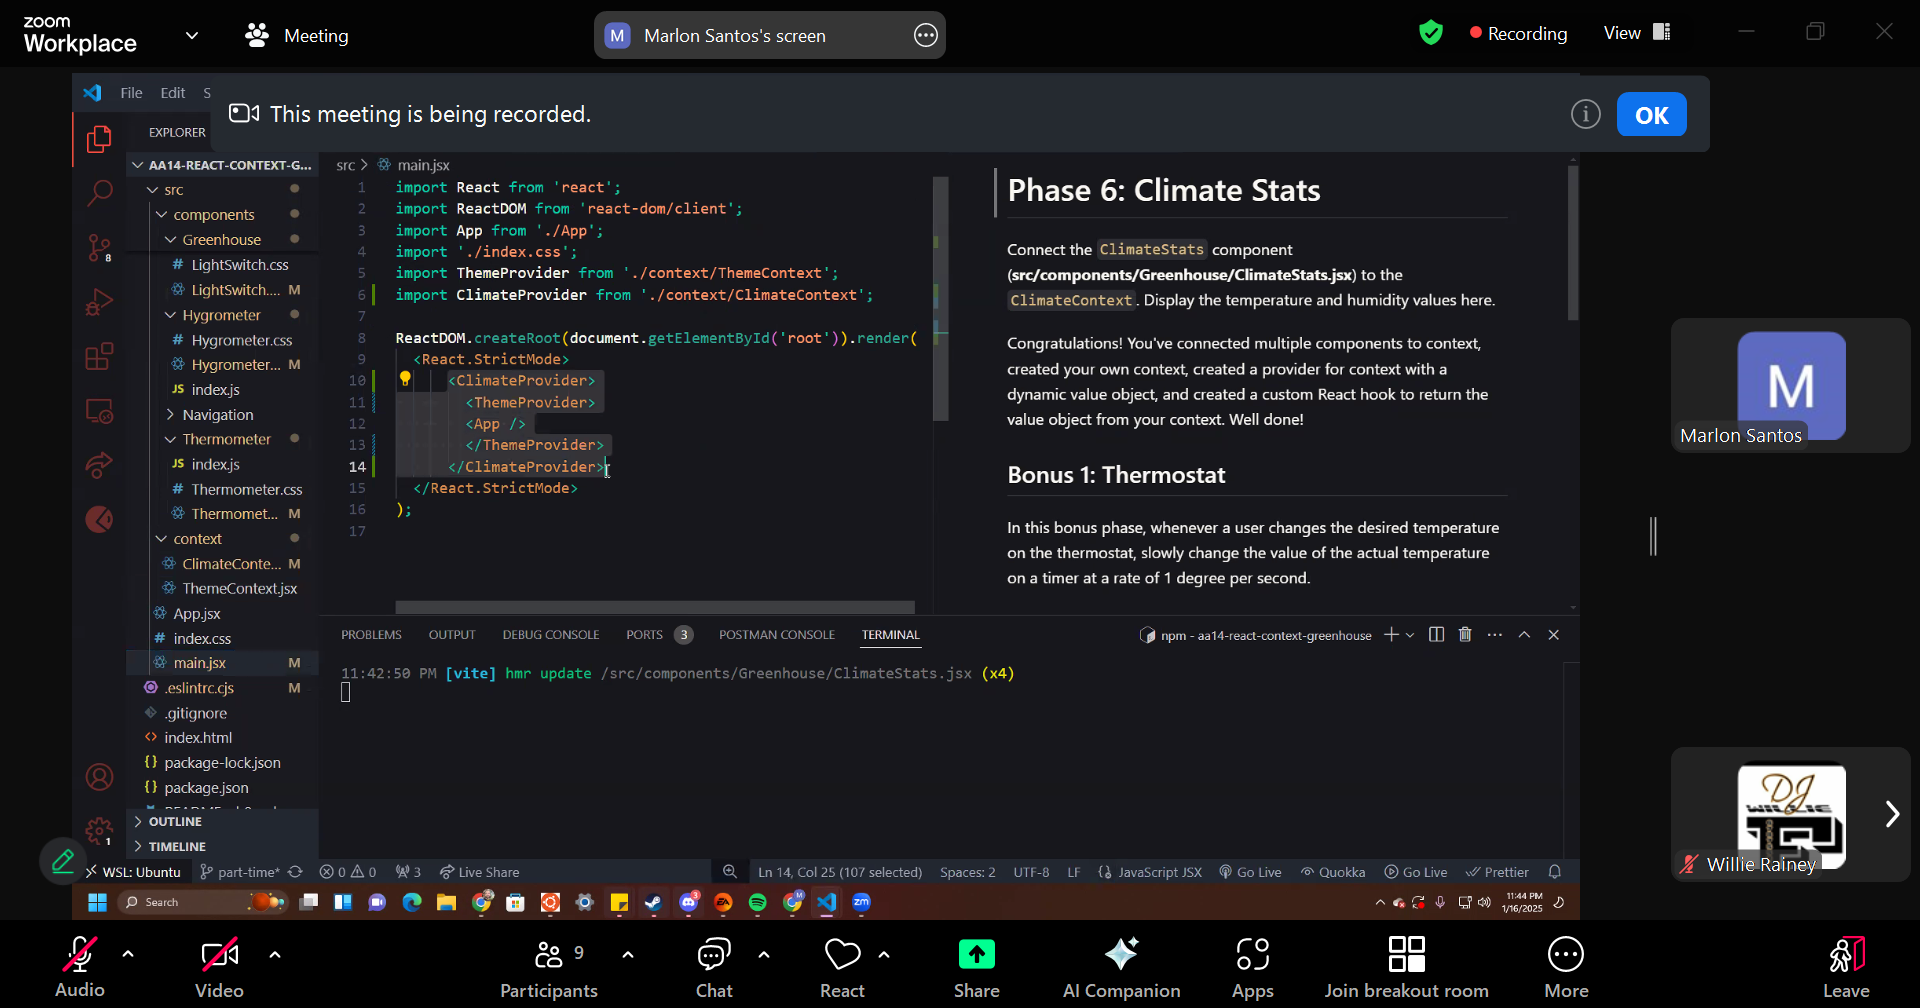 zoom
Workplace
Meeting
M Marlon Santos's screen
Recording
View
File Edit S
This meeting is being recorded.
OK
EXPLORER
AA14-REACT-CONTEXT-G...
src
components
Greenhouse
# LightSwitch.css
LightSwitch.... M
Hygrometer
# Hygrometer.css
Hygrometer... M
JS index.js
Navigation
Thermometer
JS index.js
# Thermometer.css
Thermomet... M
context
ClimateConte... M
ThemeContext.jsx
App.jsx
# index.css
main.jsx M
.eslintrc.cjs M
.gitignore
<> index.html
{} package-lock.json
{} package.json
OUTLINE
TIMELINE
8
1
src > main.jsx
1 import React from 'react';
2 import ReactDOM from 'react-dom/client';
3 import App from './App';
4 import './index.css';
5 import ThemeProvider from './context/ThemeContext';
6 import ClimateProvider from './context/ClimateContext';
7
8 ReactDOM.createRoot(document.getElementById('root')).render(
9 <React.StrictMode>
10 <ClimateProvider>
11 <ThemeProvider>
12 <App />
13 </ThemeProvider>
14 </ClimateProvider>
15 </React.StrictMode>
16 );
17
Phase 6: Climate Stats
Connect the ClimateStats component
(src/components/Greenhouse/ClimateStats.jsx) to the
ClimateContext. Display the temperature and humidity values here.
Congratulations! You've connected multiple components to context,
created your own context, created a provider for context with a
dynamic value object, and created a custom React hook to return the
value object from your context. Well done!
Bonus 1: Thermostat
In this bonus phase, whenever a user changes the desired temperature
on the thermostat, slowly change the value of the actual temperature
on a timer at a rate of 1 degree per second.
PROBLEMS OUTPUT DEBUG CONSOLE PORTS 3 POSTMAN CONSOLE TERMINAL
npm - aa14-react-context-greenhouse
11:42:50 PM [vite] hmr update /src/components/Greenhouse/ClimateStats.jsx (x4)
WSL: Ubuntu part-time* 0 0 3 Live Share
Ln 14, Col 25 (107 selected) Spaces: 2 UTF-8 LF {} JavaScript JSX Go Live Quokka Go Live Prettier
Search
zm
11:44 PM
1/16/2025
M
Marlon Santos
DJ
WILLIE
Willie Rainey
Audio
Video
9
Participants
Chat
React
Share
AI Companion
Apps
Join breakout room
More
Leave